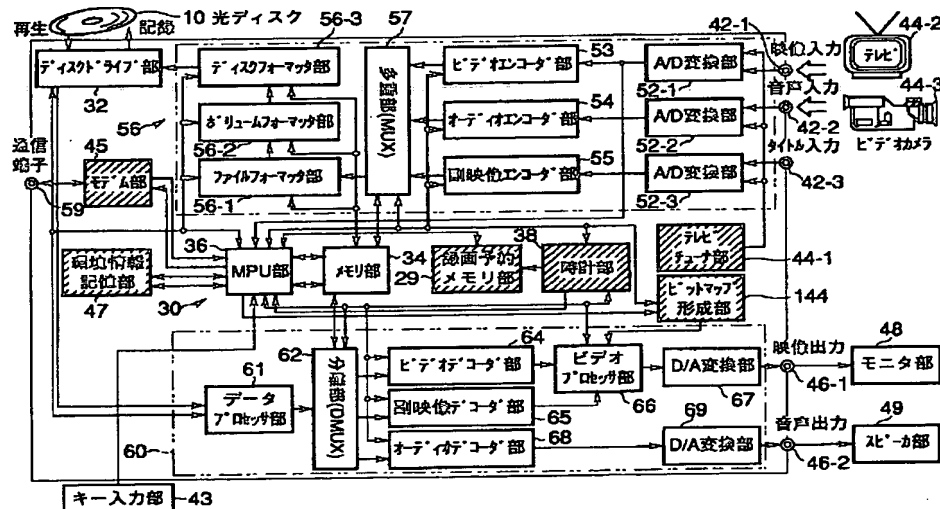 再生
10 光ディスク
記録
ディスクドライブ部
32
56
56-3
ディスクフォーマッタ部
ボリュームフォーマッタ部
56-2
ファイルフォーマッタ部
56-1
57
(MUX)
53
ビデオエンコーダ部
54
オーディオエンコーダ部
55
副映像エンコーダ部
A/D変換部
52-1
A/D変換部
52-2
A/D変換部
52-3
42-1
映像入力
音声入力
42-2
タイトル入力
42-3
44-2
テレビ
44-3
ビデオカメラ
通信
端子
59
45
モデム部
36
MPU部
34
メモリ部
29
録画予約
メモリ部
38
時計部
テレビ
チューナ部
44-1
ビットマップ
形成部
144
環境情報
記憶部
47
30
61
データ
プロセッサ部
62
(DMUX)
64
ビデオデコーダ部
副映像デコーダ部
65
オーディオデコーダ部
68
ビデオ
プロセッサ部
66
D/A変換部
67
69
D/A変換部
映像出力
46-1
音声出力
46-2
48
モニタ部
49
スピーカ部
60
キー入力部
43